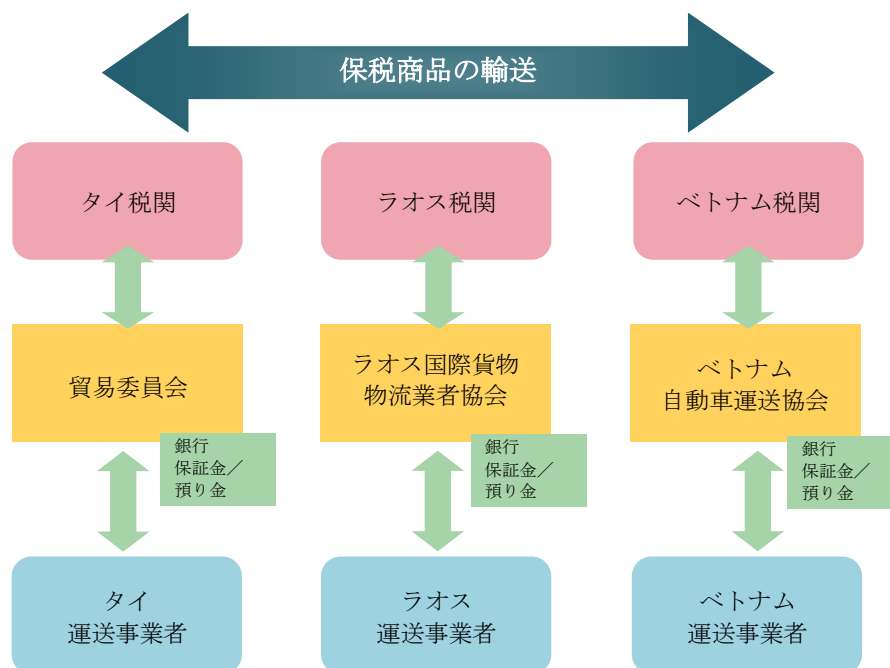 保税商品の輸送
タイ税関
ラオス税関
ベトナム税関
貿易委員会
ラオス国際貨物
物流業者協会
ベトナム
自動車運送協会
銀行
保証金／
預り金
銀行
保証金／
預り金
銀行
保証金／
預り金
タイ
運送事業者
ラオス
運送事業者
ベトナム
運送事業者